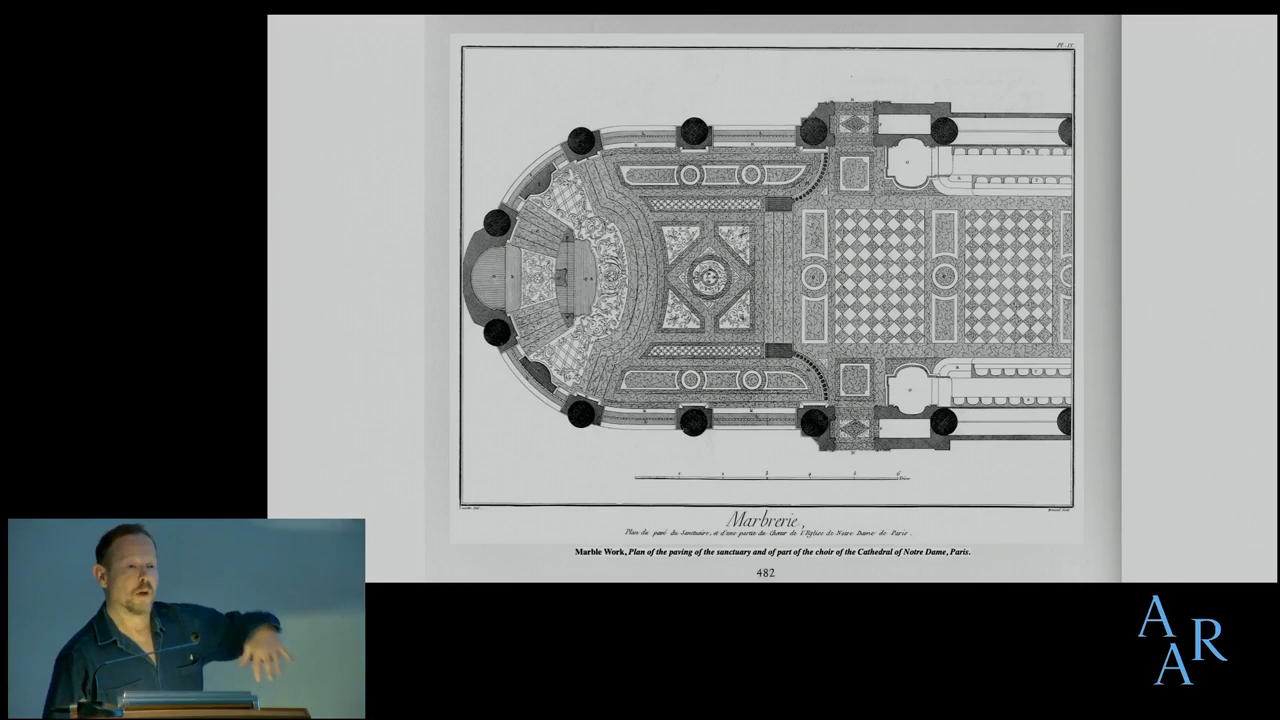 Pl. IX.
Marbrerie,
Plan du pavé du Sanctuaire, et d'une partie du Chœur de l'Eglise de Notre Dame de Paris.
Marble Work, Plan of the paving of the sanctuary and of part of the choir of the Cathedral of Notre Dame, Paris.
482
A
R
A